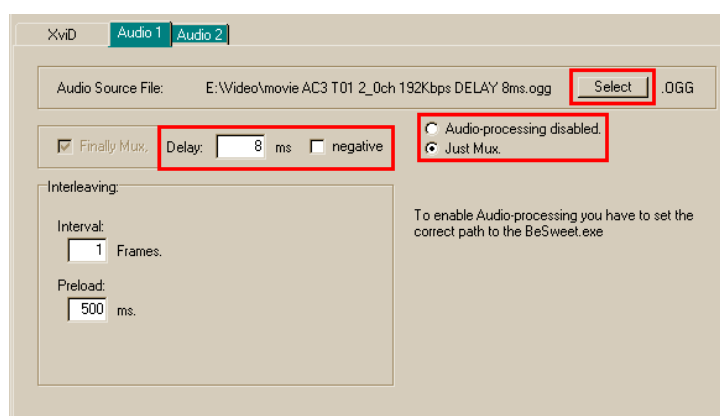 XviD Audio 1 Audio 2
Audio Source File: E:\Video\movie AC3 T01 2_0ch 192Kbps DELAY 8ms.ogg Select .OGG
Finally Mux. Delay: 8 ms negative
Audio-processing disabled.
Just Mux.
Interleaving:
Interval:
1 Frames.
Preload:
500 ms.
To enable Audio-processing you have to set the
correct path to the BeSweet.exe